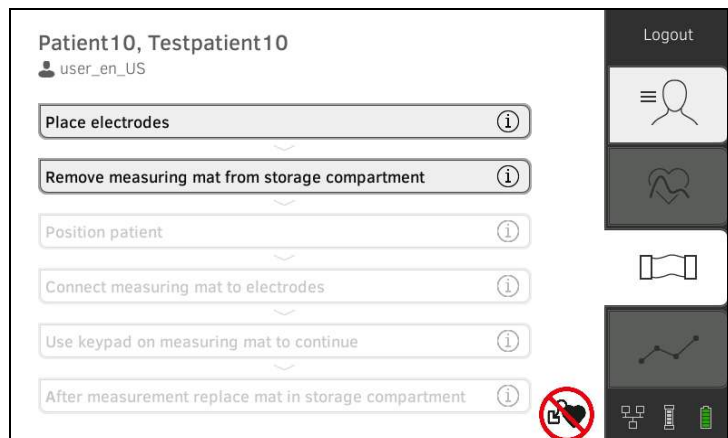 Patient10, Testpatient10
Logout
user_en_US
Place electrodes
Remove measuring mat from storage compartment
Position patient
Connect measuring mat to electrodes
Use keypad on measuring mat to continue
After measurement replace mat in storage compartment